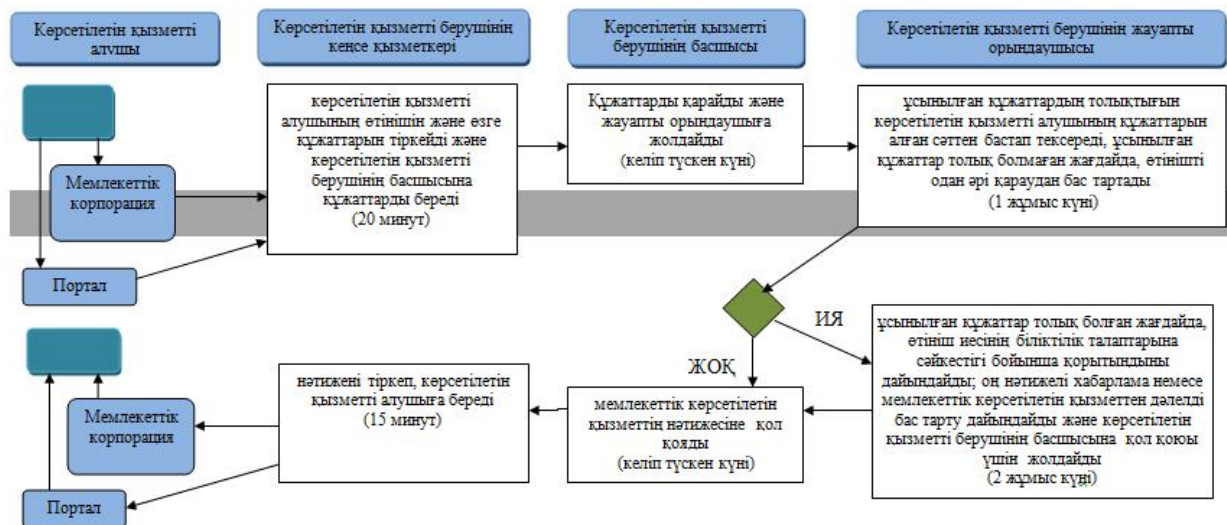 Көрсетілетін қызметті
алушы
Көрсетілетін қызметті берушінің
кеңсе қызметкері
Көрсетілетін қызметті
берушінің басшысы
Көрсетілетін қызметті берушінің жауапты
орындаушысы
көрсетілетін қызметті
алушының өтінішін және өзге
құжаттарын тіркейді және
көрсетілетін қызметті
берушінің басшысына
құжаттарды береді
(20 минут)
Құжаттарды қарайды және
жауапты орындаушыға
жолдайды
(келіп түскен күні)
ұсынылған құжаттардың толықтығын
көрсетілетін қызметті алушының құжаттарын
алған сәттен бастап тексереді, ұсынылған
құжаттар толық болмаған жағдайда, өтінішті
одан әрі қараудан бас тартады
(1 жұмыс күні)
Мемлекеттік
корпорация
Портал
ИЯ
ЖОҚ
ұсынылған құжаттар толық болған жағдайда,
өтініш иесінің біліктілік талаптарына
сәйкестігі бойынша қорытындыны
дайындайды; оң нәтижелі хабарлама немесе
мемлекеттік көрсетілетін қызметтен дәлелді
бас тарту дайындайды және көрсетілетін
қызметті берушінің басшысына қол қоюы
үшін жолдайды
(2 жұмыс күні)
мемлекеттік көрсетілетін
қызметтің нәтижесіне қол
қояды
(келіп түскен күні)
нәтижені тіркеп, көрсетілетін
қызметті алушыға береді
(15 минут)
Мемлекеттік
корпорация
Портал